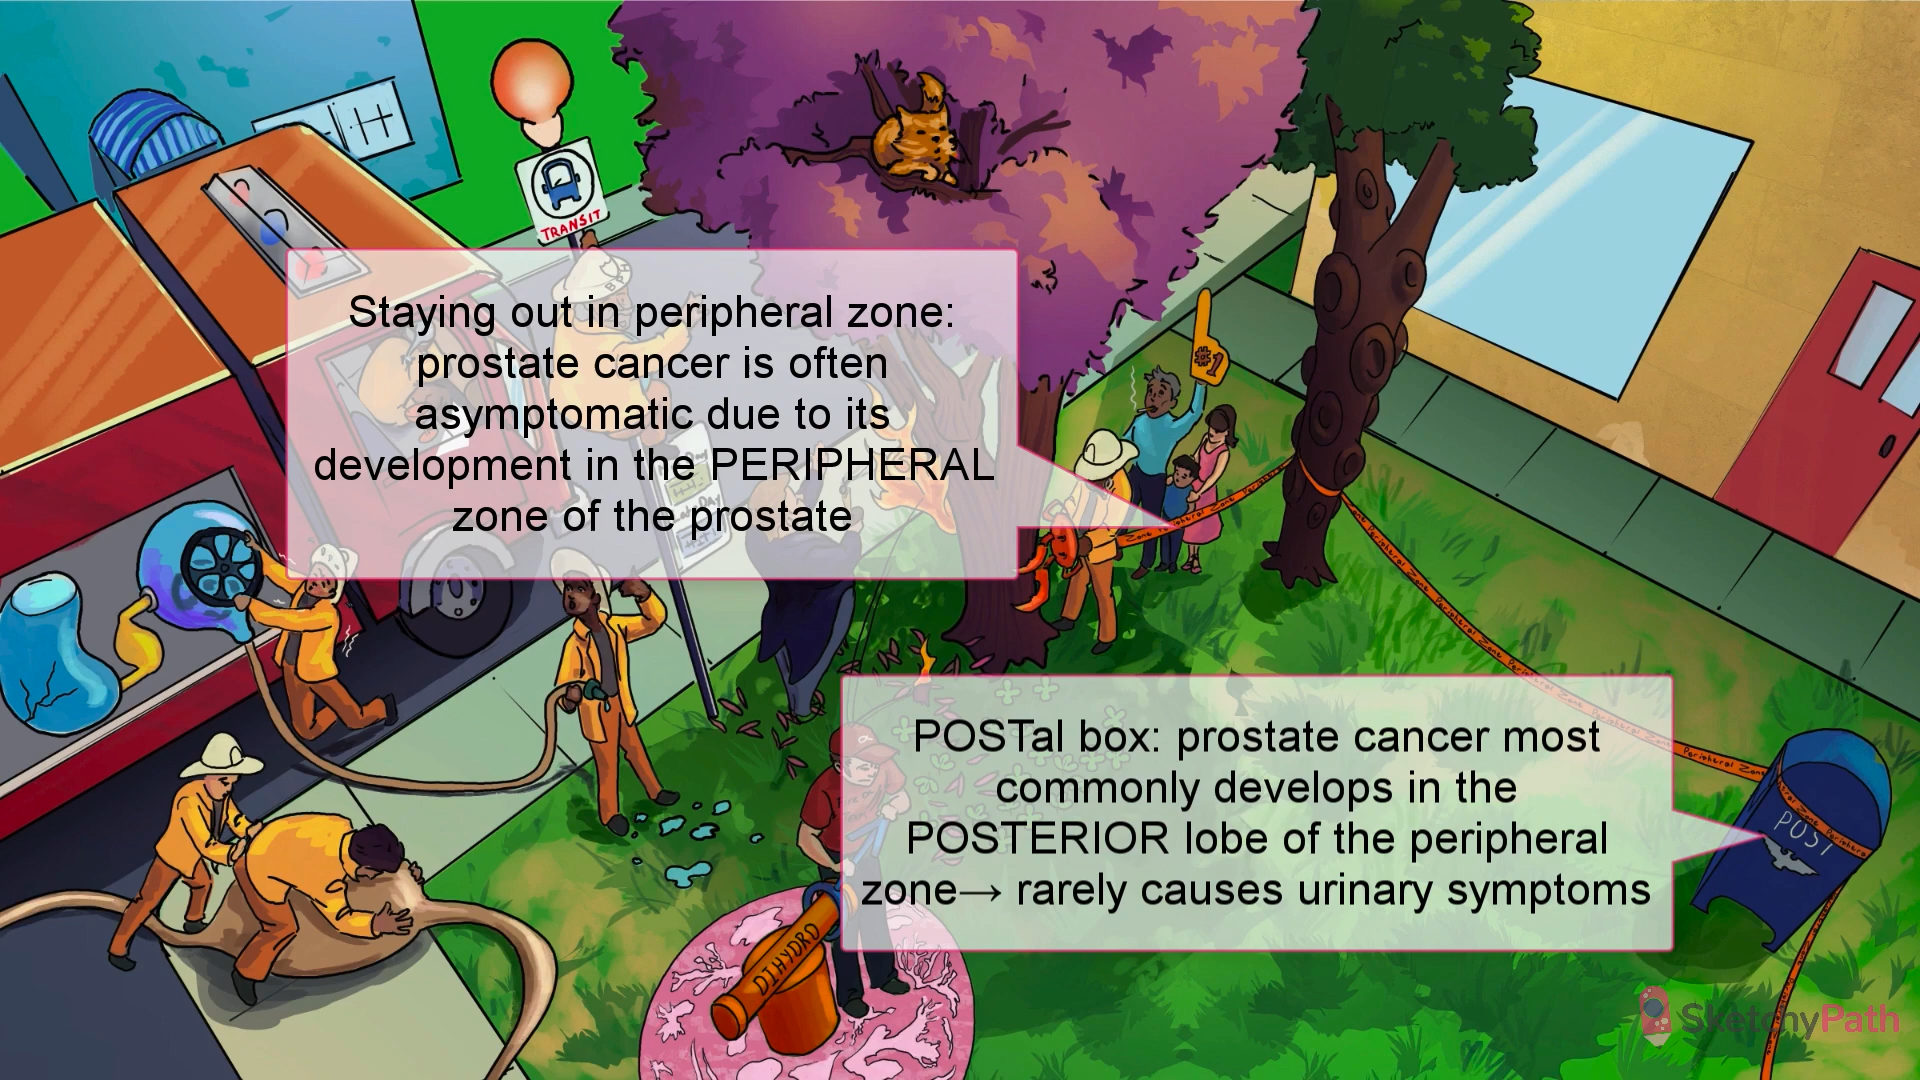 TRANSIT
Staying out in peripheral zone:
prostate cancer is often
asymptomatic due to its
development in the PERIPHERAL
zone of the prostate
#1
Peripheral Zone
POSTal box: prostate cancer most
commonly develops in the
POSTERIOR lobe of the peripheral
zone→ rarely causes urinary symptoms
POST
DIHYDRO
SketchyPath